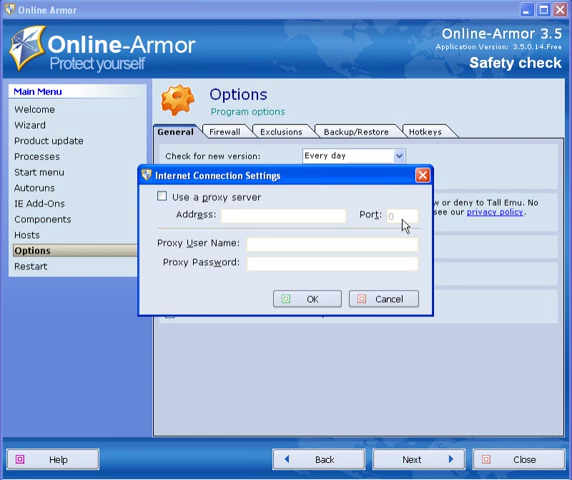 Online Armor
Online-Armor
Protect yourself
Online-Armor 3.5
Application Version: 3.5.0.14.Free
Safety check
Main Menu
Welcome
Wizard
Product update
Processes
Start menu
Autoruns
IE Add-Ons
Components
Hosts
Options
Restart
Options
Program options
General
Firewall
Exclusions
Backup/Restore
Hotkeys
Check for new version:
Every day
w or deny to Tall Emu. No
see our privacy policy.
Internet Connection Settings
Use a proxy server
Address:
Port: 0
Proxy User Name:
Proxy Password:
OK
Cancel
Help
Back
Next
Close